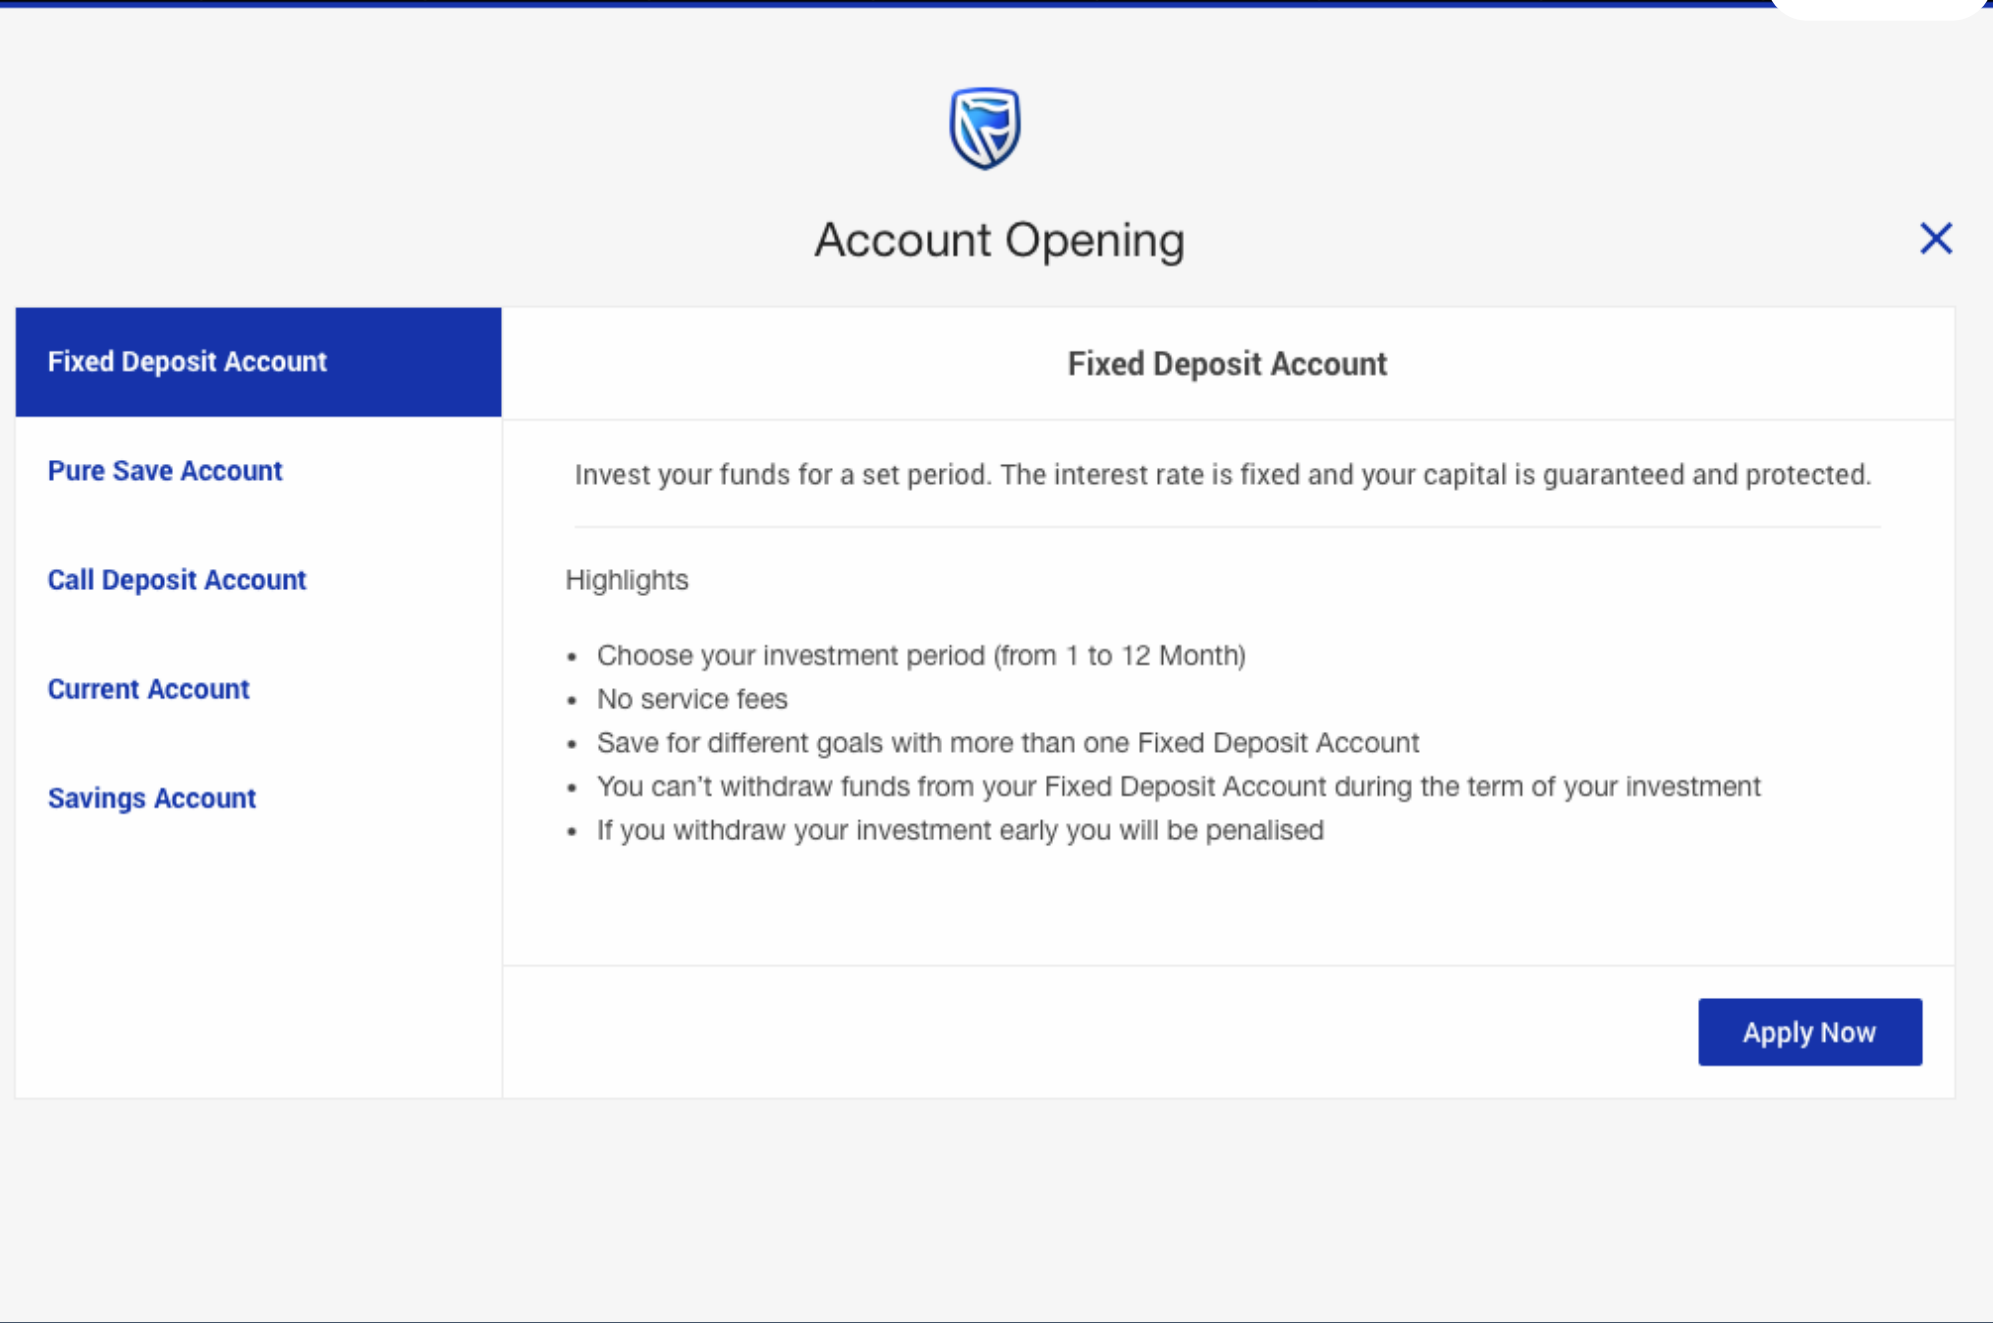 Account Opening
Fixed Deposit Account
Pure Save Account
Call Deposit Account
Current Account
Savings Account
Fixed Deposit Account
Invest your funds for a set period. The interest rate is fixed and your capital is guaranteed and protected.
Highlights
• Choose your investment period (from 1 to 12 Month)
• No service fees
• Save for different goals with more than one Fixed Deposit Account
• You can’t withdraw funds from your Fixed Deposit Account during the term of your investment
• If you withdraw your investment early you will be penalised
Apply Now